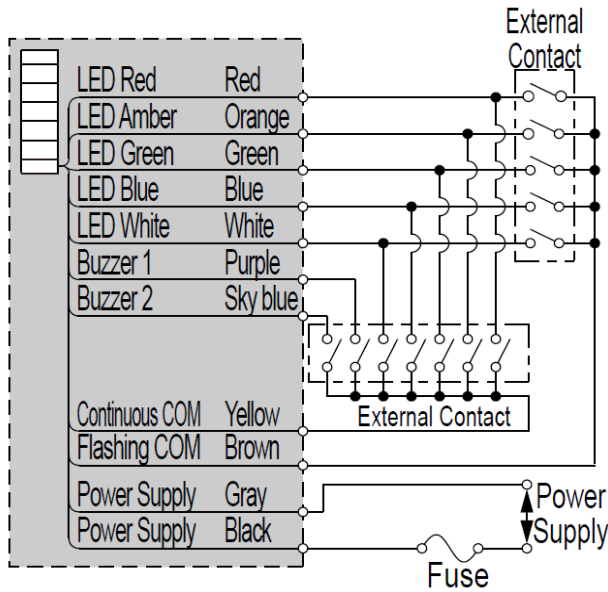 External
Contact
LED Red Red
LED Amber Orange
LED Green Green
LED Blue Blue
LED White White
Buzzer 1 Purple
Buzzer 2 Sky blue
Continuous COM Yellow
External Contact
Flashing COM Brown
Power Supply Gray
Power
Supply
Power Supply Black
Fuse